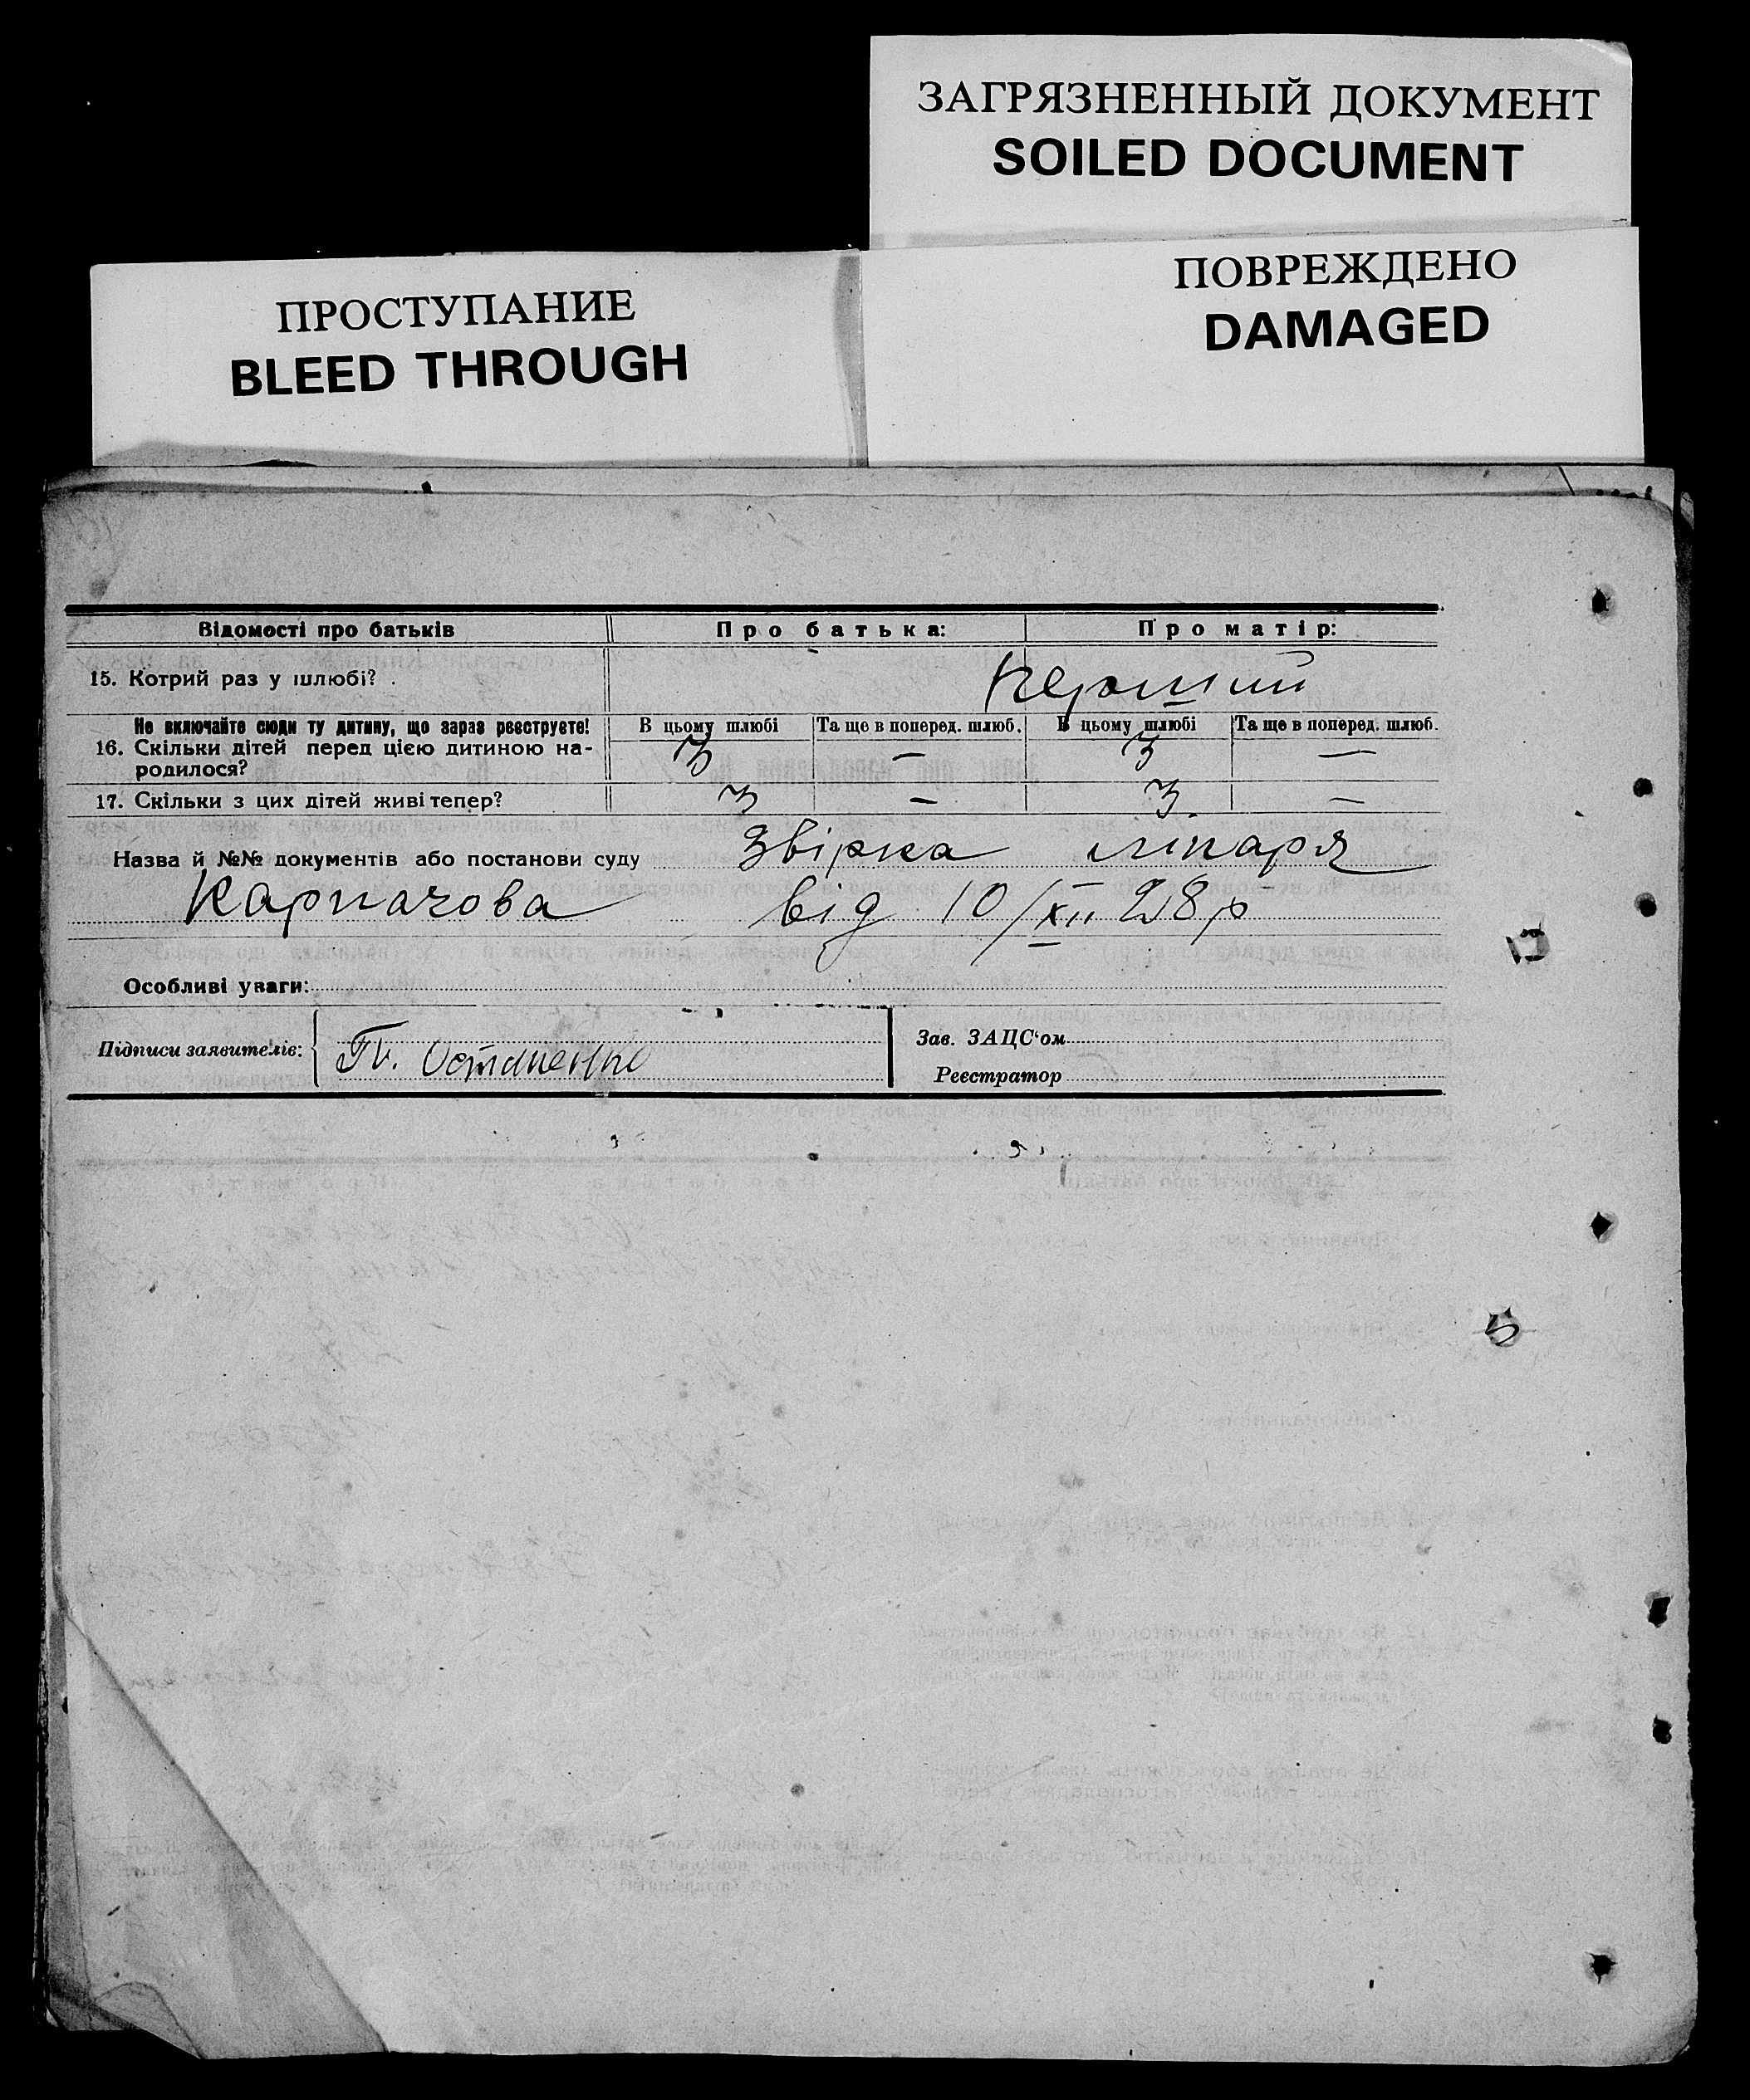 ЗАГРЯЗНЕННЫЙ ДОКУМЕНТ
SOILED DOCUMENT
ПОВРЕЖДЕНО
DAMAGED
ПРОСТУПАНИЕ
BLEED THROUGH
Відомості про батьків Про батька: Про матір:
15. Котрий раз у шлюбі? . перший
Не включайте сюди ту дитину, що зараз реєструєте! В цьому шлюбі Та ще в поперед. шлюб. В цьому шлюбі Та ще в поперед. шлюб.
16. Скільки дітей перед цією дитиною на- 3 — 3 —
родилося?
17. Скільки з цих дітей живі тепер? 3 — 3 —
Назва й №№ документів або постанови суду Звірка лікаря
Карпачова від 10/XII 28 р
Особливі уваги:
Підписи заявителів: Остапенко Зав. ЗАЦС'ом
Реєстратор